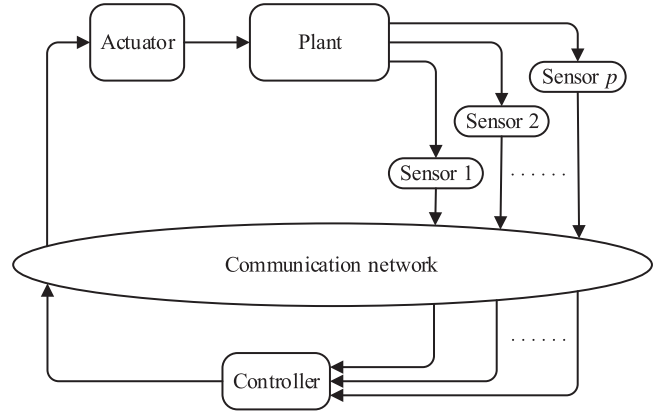 Actuator
Plant
Sensor p
Sensor 2
Sensor 1
......
Communication network
......
Controller